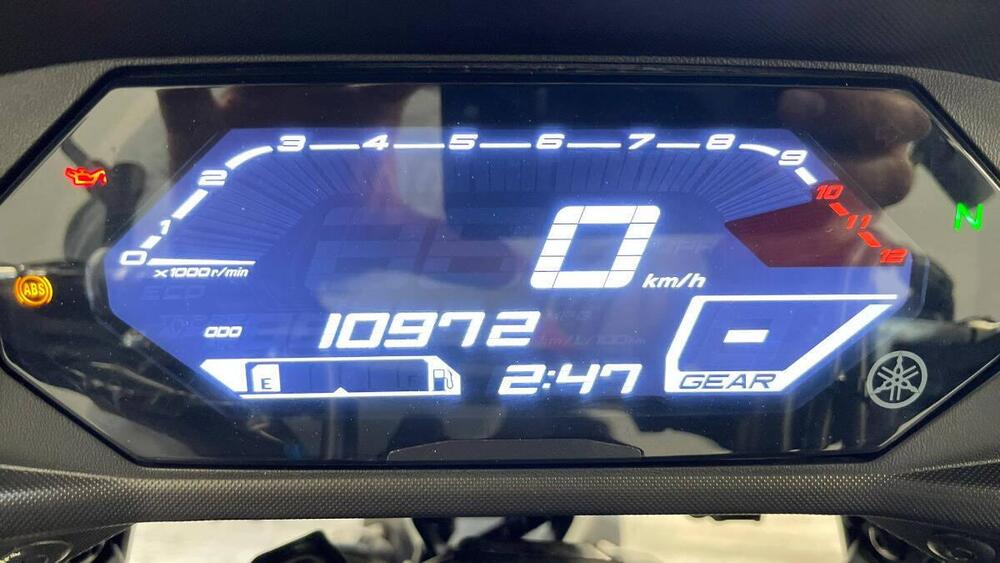 0 1 2 3 4 5 6 7 8 9 10 11 12
x1000 r/min
0 km/h
N
ABS
ODO 10972
E F
2:47
- GEAR